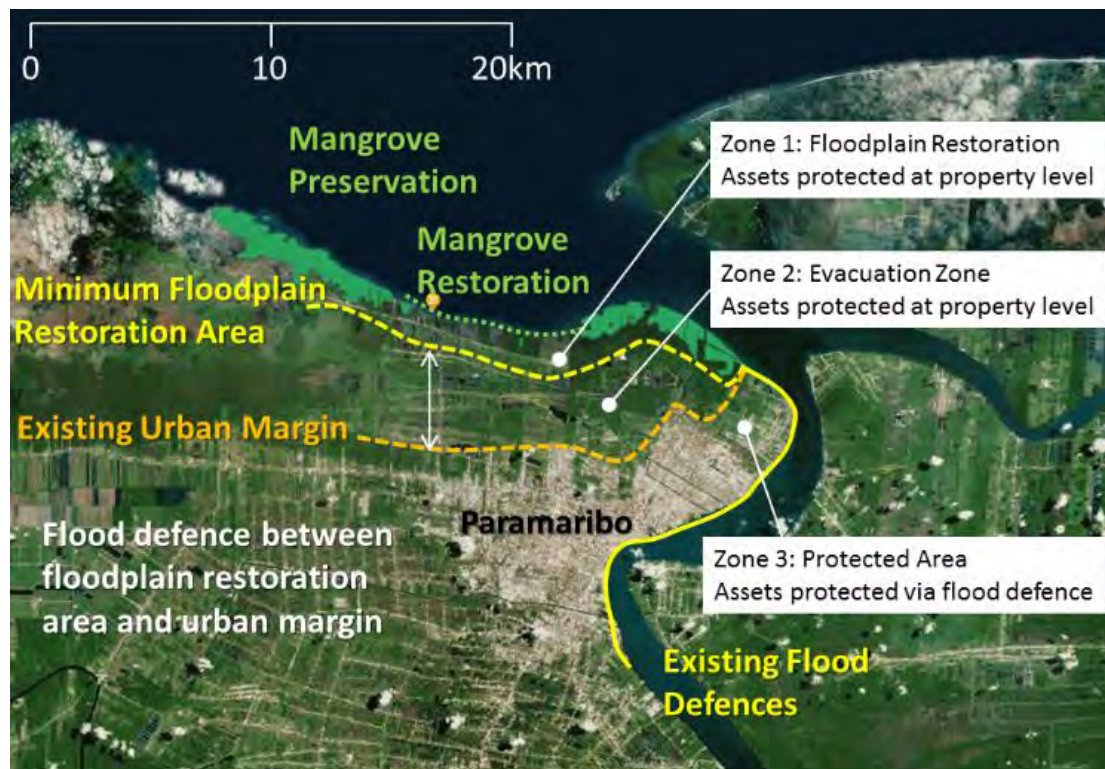 0 10 20km
Mangrove
Preservation
Zone 1: Floodplain Restoration
Assets protected at property level
Mangrove
Restoration
Zone 2: Evacuation Zone
Assets protected at property level
Minimum Floodplain
Restoration Area
Existing Urban Margin
Paramaribo
Flood defence between
floodplain restoration
area and urban margin
Zone 3: Protected Area
Assets protected via flood defence
Existing Flood
Defences